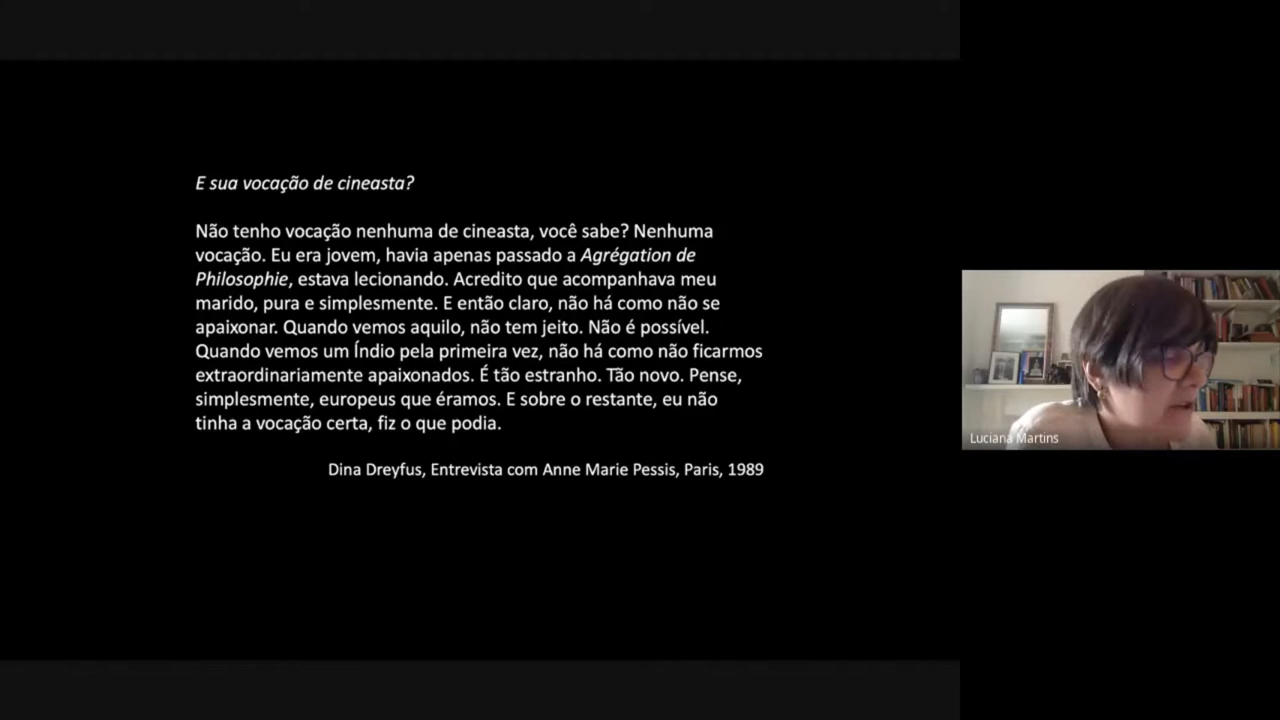 E sua vocação de cineasta?
Não tenho vocação nenhuma de cineasta, você sabe? Nenhuma
vocação. Eu era jovem, havia apenas passado a Agrégation de
Philosophie, estava lecionando. Acredito que acompanhava meu
marido, pura e simplesmente. E então claro, não há como não se
apaixonar. Quando vemos aquilo, não tem jeito. Não é possível.
Quando vemos um Índio pela primeira vez, não há como não ficarmos
extraordinariamente apaixonados. É tão estranho. Tão novo. Pense,
simplesmente, europeus que éramos. E sobre o restante, eu não
tinha a vocação certa, fiz o que podia.
Dina Dreyfus, Entrevista com Anne Marie Pessis, Paris, 1989
Luciana Martins